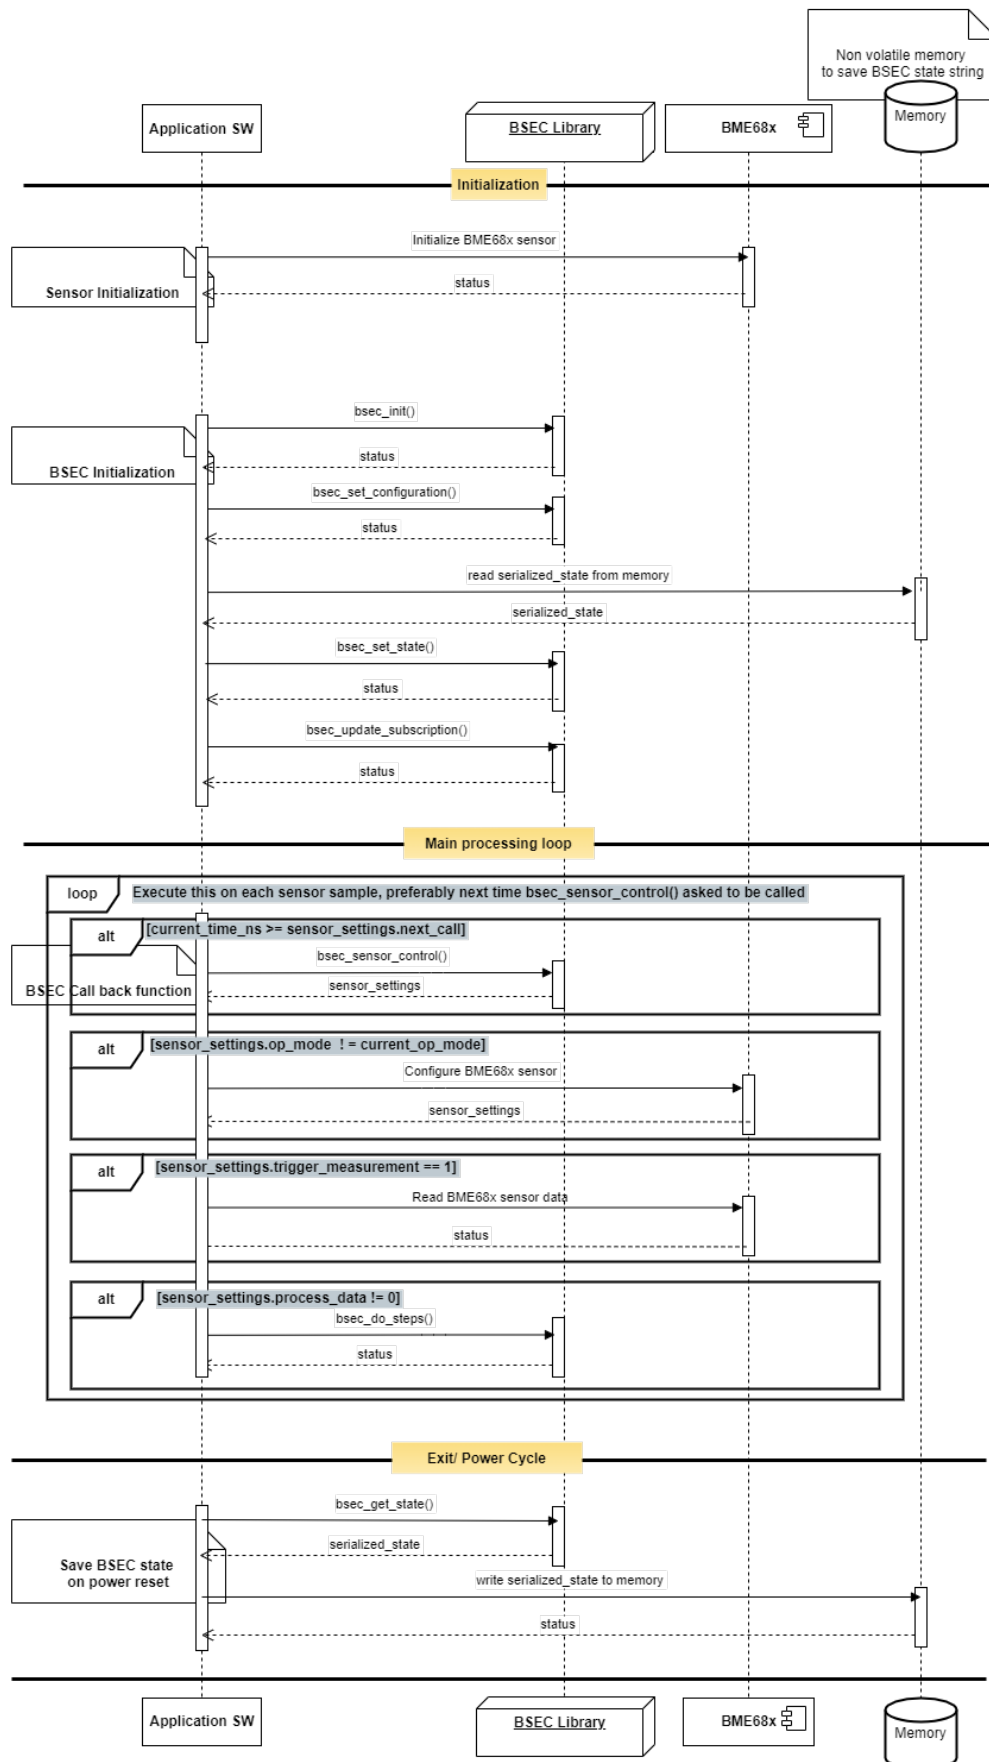 Non volatile memory
to save BSEC state string
Application SW
BSEC Library
BME68x
Memory
Initialization
Initialize BME68x sensor
status
Sensor Initialization
bsec_init()
status
BSEC Initialization
bsec_set_configuration()
status
read serialized_state from memory
serialized_state
bsec_set_state()
status
bsec_update_subscription()
status
Main processing loop
loop
Execute this on each sensor sample, preferably next time bsec_sensor_control() asked to be called
alt
[current_time_ns >= sensor_settings.next_call]
bsec_sensor_control()
sensor_settings
BSEC Call back function
alt
[sensor_settings.op_mode ! = current_op_mode]
Configure BME68x sensor
sensor_settings
alt
[sensor_settings.trigger_measurement == 1]
Read BME68x sensor data
status
alt
[sensor_settings.process_data != 0]
bsec_do_steps()
status
Exit/ Power Cycle
bsec_get_state()
serialized_state
Save BSEC state
on power reset
write serialized_state to memory
status
Application SW
BSEC Library
BME68x
Memory